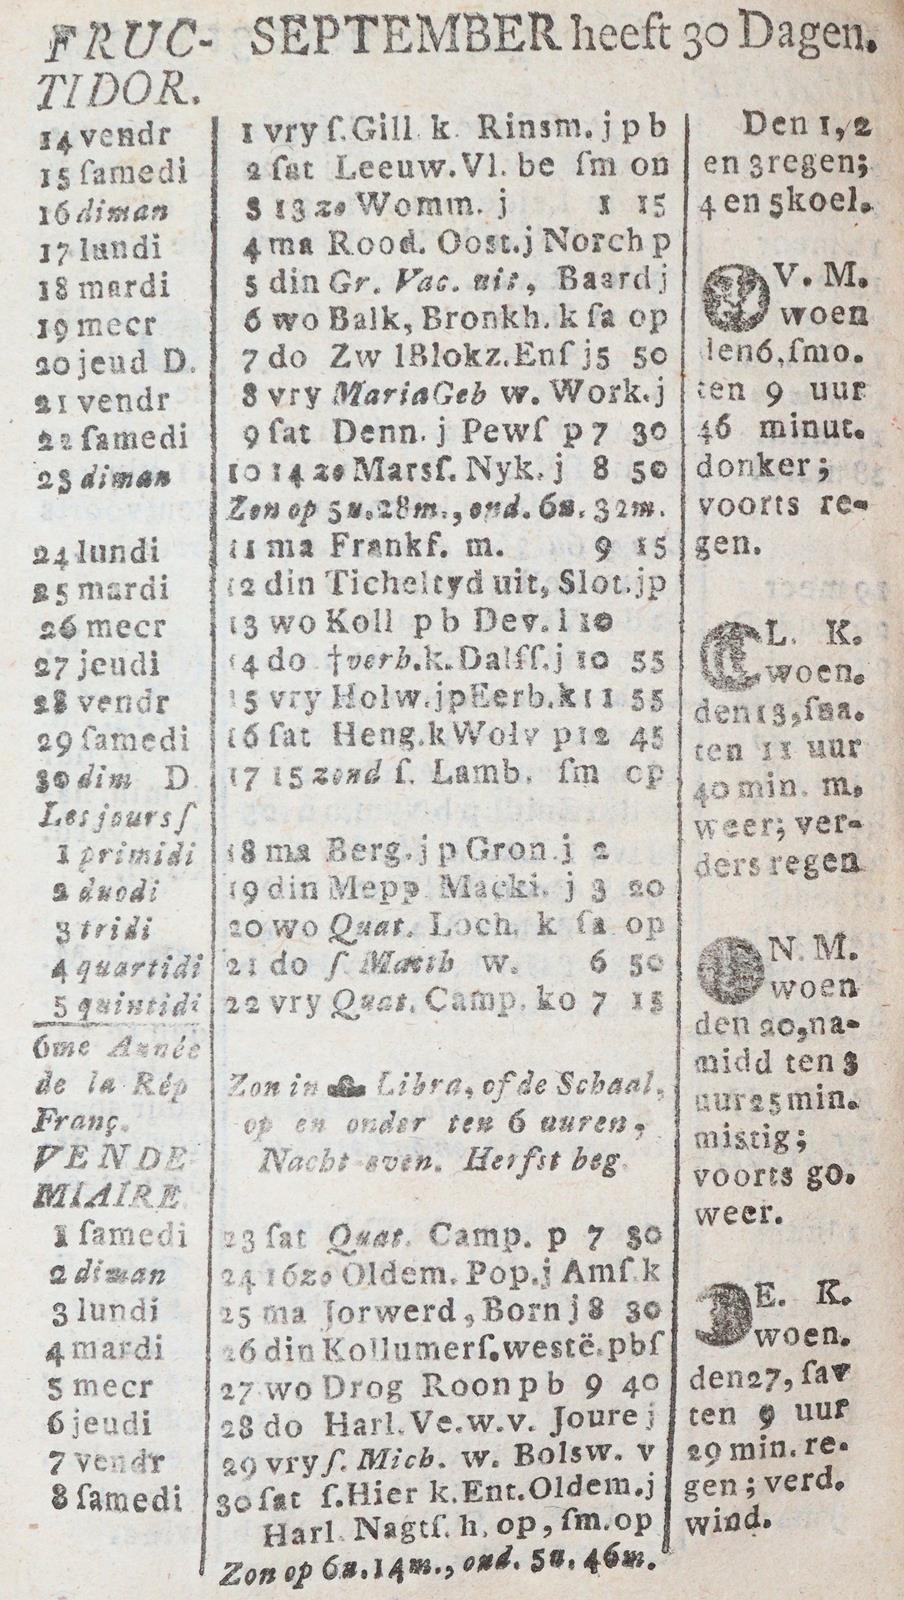 FRUC-
TIDOR.
SEPTEMBER heeft 30 Dagen.
14 vendr
15 ſamedi
16 diman
17 lundi
18 mardi
19 mecr
20 jeud D.
21 vendr
22 ſamedi
23 diman
24 lundi
25 mardi
26 mecr
27 jeudi
28 vendr
29 ſamedi
30 dim D
Les jours ſ
1 primidi
2 duodi
3 tridi
4 quartidi
5 quintidi
6me Année
de la Rép
Franç.
VENDE
MIAIRE.
1 ſamedi
2 diman
3 lundi
4 mardi
5 mecr
6 jeudi
7 vendr
8 ſamedi
1 vry ſ. Gill k Rinsm. j p b
2 ſat Leeuw. Vl. be ſm on
3 13 zo Womm. j 1 15
4 ma Rood. Oost. j Norch p
5 din Gr. Vac. uit, Baard j
6 wo Balk, Bronkh. k ſa op
7 do Zw l Blokz. Enſ j 5 50
8 vry Maria Geb w. Work. j
9 ſat Denn. j Pewſ p 7 30
10 14 zo Marsſ. Nyk. j 8 50
Zon op 5u. 28m., ond. 6u. 32m.
11 ma Frankf. m. 9 15
12 din Ticheltyd uit, Slot. jp
13 wo Koll p b Dev. l 10
14 do †verb. k. Dalfſ. j 10 55
15 vry Holw. jp Eerb. k 11 55
16 ſat Heng. k Wolv p 12 45
17 15 zond ſ. Lamb. ſm op
18 ma Berg. j p Gron. j 2
19 din Mepp Macki. j 3 20
20 wo Quat. Loch. k ſa op
21 do ſ. Matth w. 6 50
22 vry Quat. Camp. ko 7 15
Zon in Libra, of de Schaal,
op en onder ten 6 uuren,
Nacht-even. Herfst beg.
23 ſat Quat. Camp. p 7 30
24 16 zo Oldem. Pop. j Amſ. k
25 ma Jorwerd, Born j 8 30
26 din Kollumerſ. westë. pbſ
27 wo Drog Roon p b 9 40
28 do Harl. Ve. w. v. Joure j
29 vry ſ. Mich. w. Bolsw. v
30 ſat ſ. Hier k. Ent. Oldem. j
Harl. Nagtſ. h. op, ſm. op
Zon op 6u. 14m., ond. 5u. 46m.
Den 1, 2
en 3 regen;
4 en 5 koel.
V. M.
woen
den 6, ſmo.
ten 9 uur
46 minut.
donker;
voorts re-
gen.
L. K.
woen.
den 13, ſna.
ten 11 uur
40 min. m.
weer; ver-
ders regen
N. M.
woen
den 20, na-
midd ten 3
uur 25 min.
mistig;
voorts go.
weer.
E. K.
woen.
den 27, ſav
ten 9 uur
29 min. re-
gen; verd.
wind.